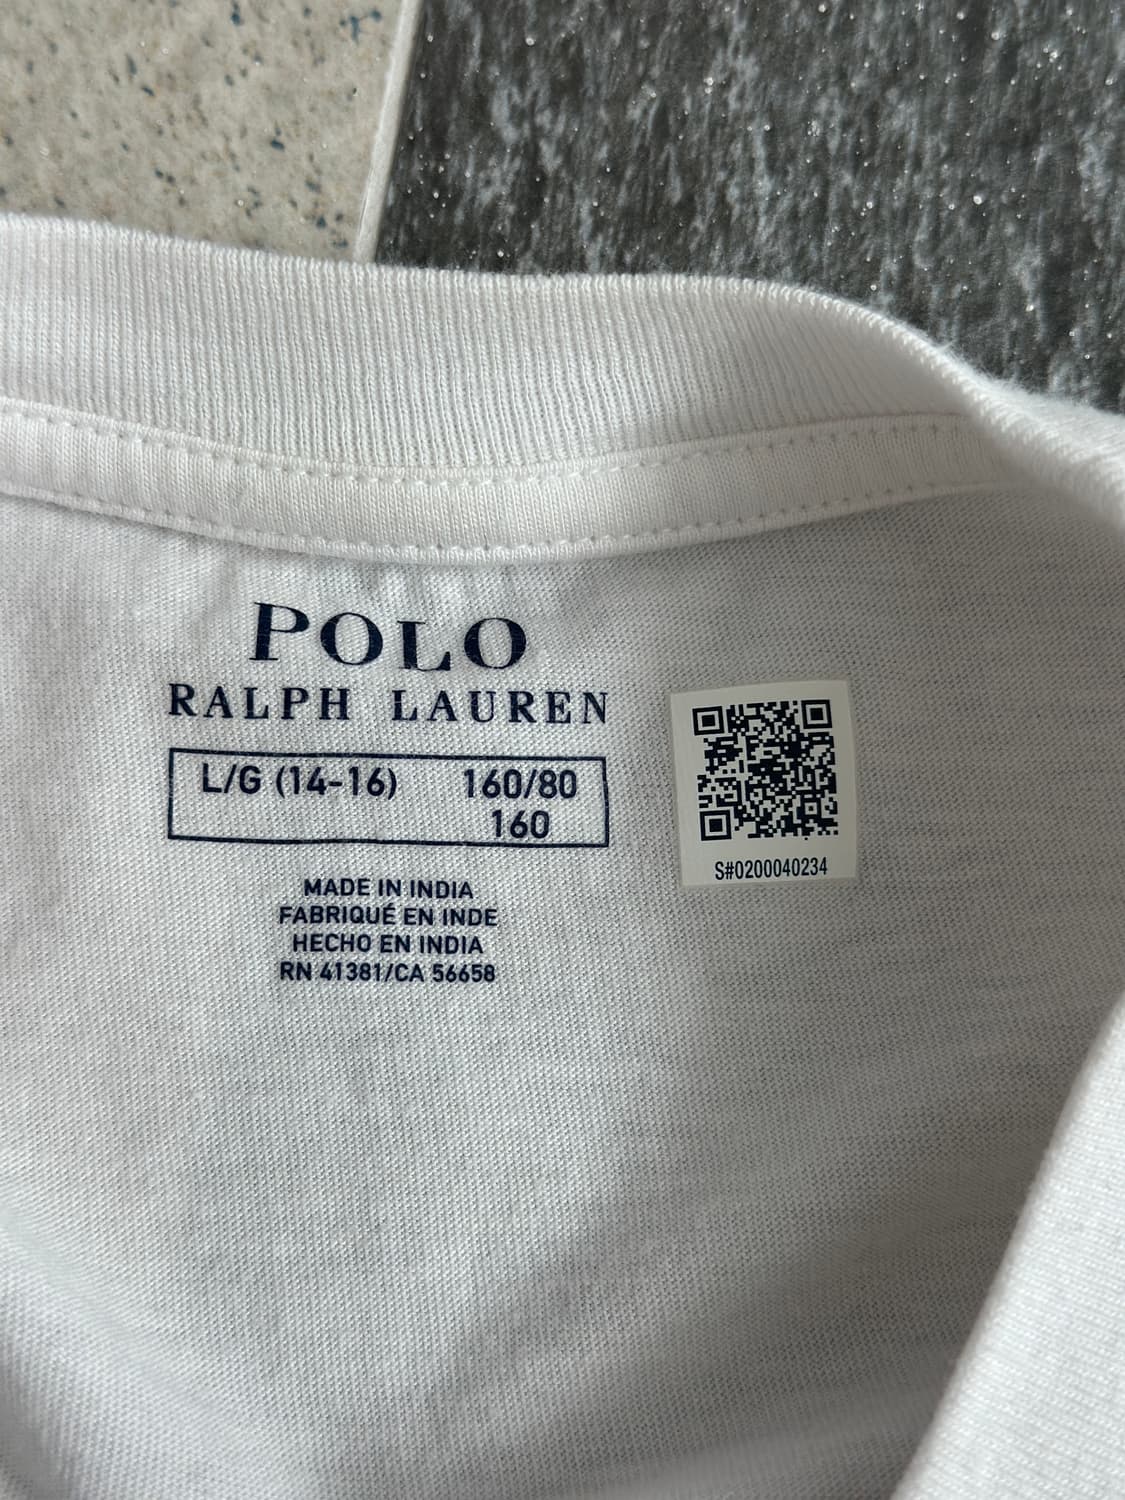 POLO
RALPH LAUREN
L/G (14-16) 160/80
160
MADE IN INDIA
FABRIQUÉ EN INDE
HECHO EN INDIA
RN 41381/CA 56658
S#0200040234